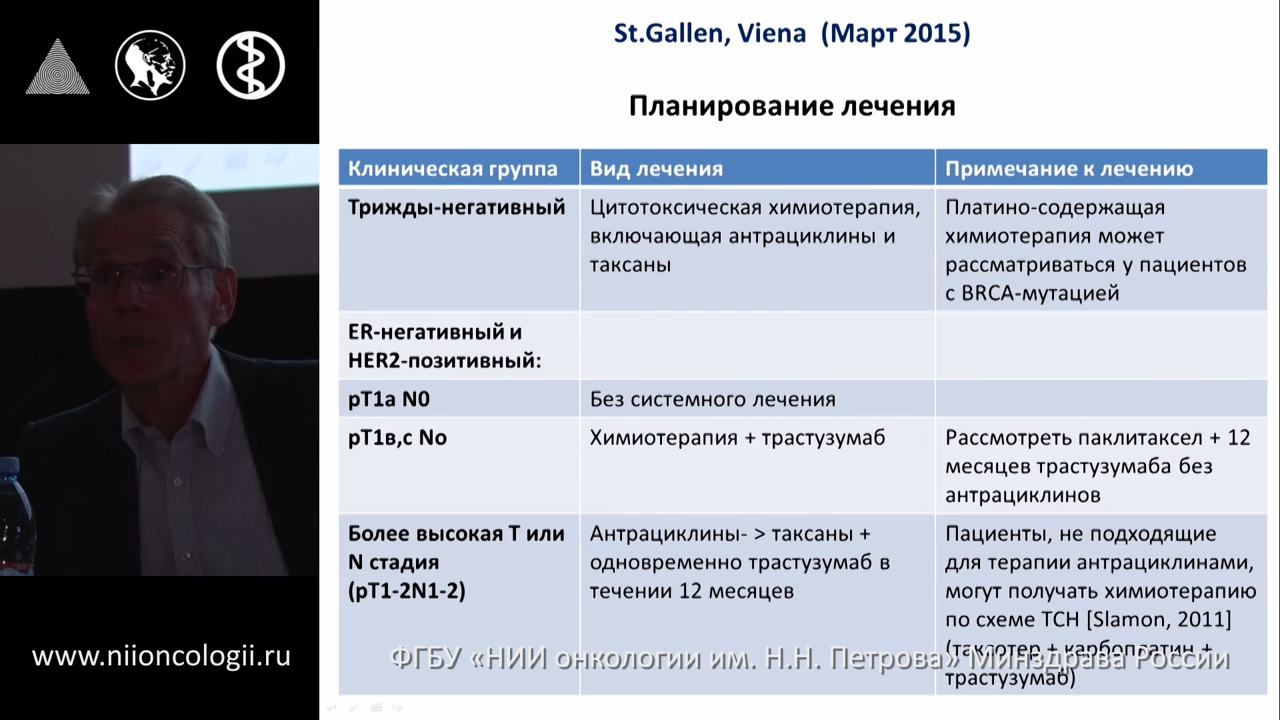 St.Gallen, Viena (Март 2015)
Планирование лечения
Клиническая группа
Вид лечения
Примечание к лечению
Трижды-негативный
Цитотоксическая химиотерапия,
включающая антрациклины и
таксаны
Платино-содержащая
химиотерапия может
рассматриваться у пациентов
с BRCA-мутацией
ER-негативный и
HER2-позитивный:
pT1a N0
Без системного лечения
рТ1в,с No
Химиотерапия + трастузумаб
Рассмотреть паклитаксел + 12
месяцев трастузумаба без
антрациклинов
Более высокая Т или
N стадия
(pT1-2N1-2)
Антрациклины- > таксаны +
одновременно трастузумаб в
течении 12 месяцев
Пациенты, не подходящие
для терапии антрациклинами,
могут получать химиотерапию
по схеме ТСН [Slamon, 2011]
(таксотер + карбоплатин +
трастузумаб)
www.niioncologii.ru
ФГБУ «НИИ онкологии им. Н.Н. Петрова» Минздрава России